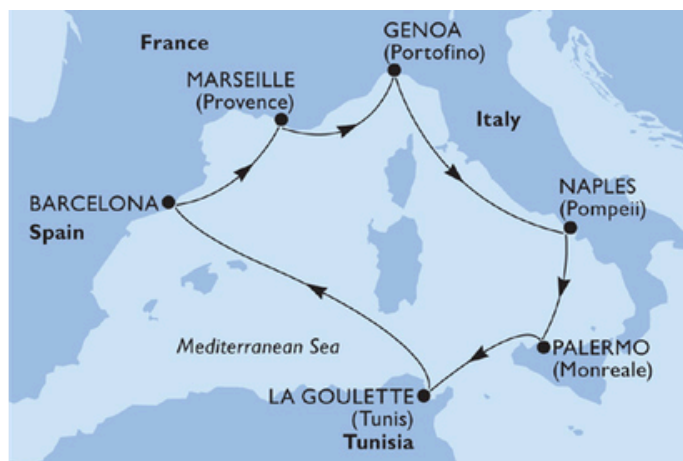 GENOA
(Portofino)
France
MARSEILLE
(Provence)
Italy
NAPLES
(Pompeii)
BARCELONA
Spain
Mediterranean Sea
PALERMO
(Monreale)
LA GOULETTE
(Tunis)
Tunisia